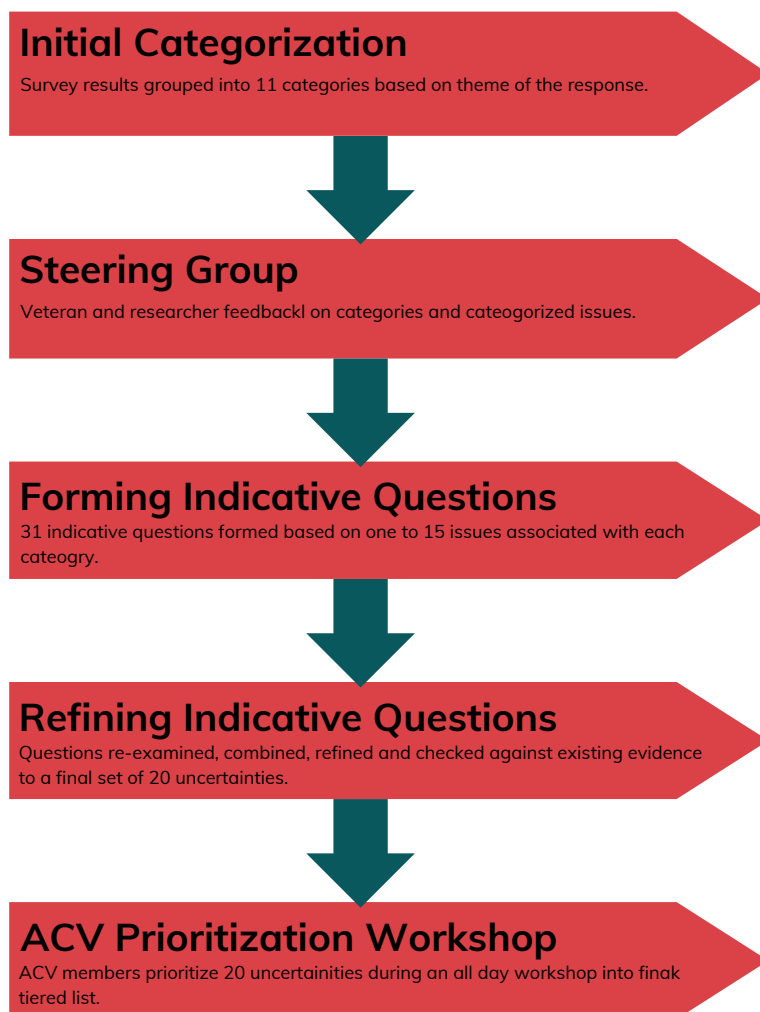 Initial Categorization
Survey results grouped into 11 categories based on theme of the response.
Steering Group
Veteran and researcher feedbackl on categories and cateogorized issues.
Forming Indicative Questions
31 indicative questions formed based on one to 15 issues associated with each
cateogry.
Refining Indicative Questions
Questions re-examined, combined, refined and checked against existing evidence
to a final set of 20 uncertainties.
ACV Prioritization Workshop
ACV members prioritize 20 uncertainities during an all day workshop into finak
tiered list.